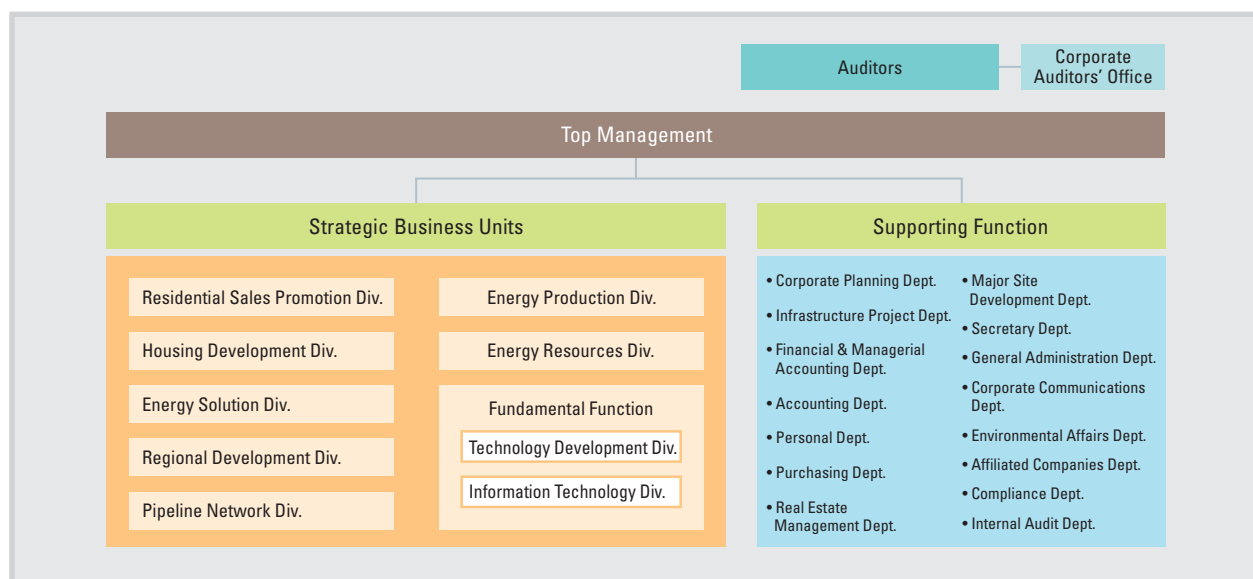 Auditors
Corporate
Auditors' Office
Top Management
Strategic Business Units
Residential Sales Promotion Div.
Housing Development Div.
Energy Solution Div.
Regional Development Div.
Pipeline Network Div.
Energy Production Div.
Energy Resources Div.
Fundamental Function
Technology Development Div.
Information Technology Div.
Supporting Function
• Corporate Planning Dept.
• Infrastructure Project Dept.
• Financial & Managerial
Accounting Dept.
• Accounting Dept.
• Personal Dept.
• Purchasing Dept.
• Real Estate
Management Dept.
• Major Site
Development Dept.
• Secretary Dept.
• General Administration Dept.
• Corporate Communications
Dept.
• Environmental Affairs Dept.
• Affiliated Companies Dept.
• Compliance Dept.
• Internal Audit Dept.